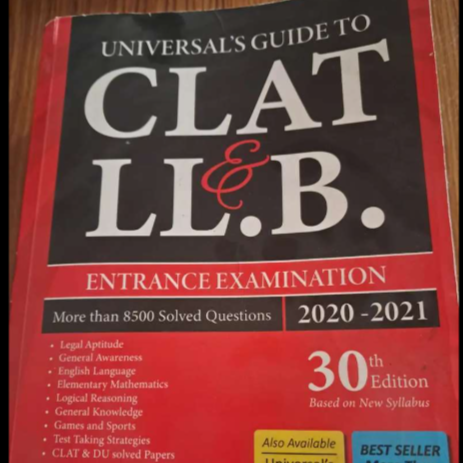 UNIVERSAL'S GUIDE TO
CLAT
&
LL.B.
ENTRANCE EXAMINATION
More than 8500 Solved Questions
2020 -2021
• Legal Aptitude
• General Awareness
• English Language
• Elementary Mathematics
• Logical Reasoning
• General Knowledge
• Games and Sports
• Test Taking Strategies
• CLAT & DU solved Papers
30th
Edition
Based on New Syllabus
Also Available
Universal's
BEST SELLER